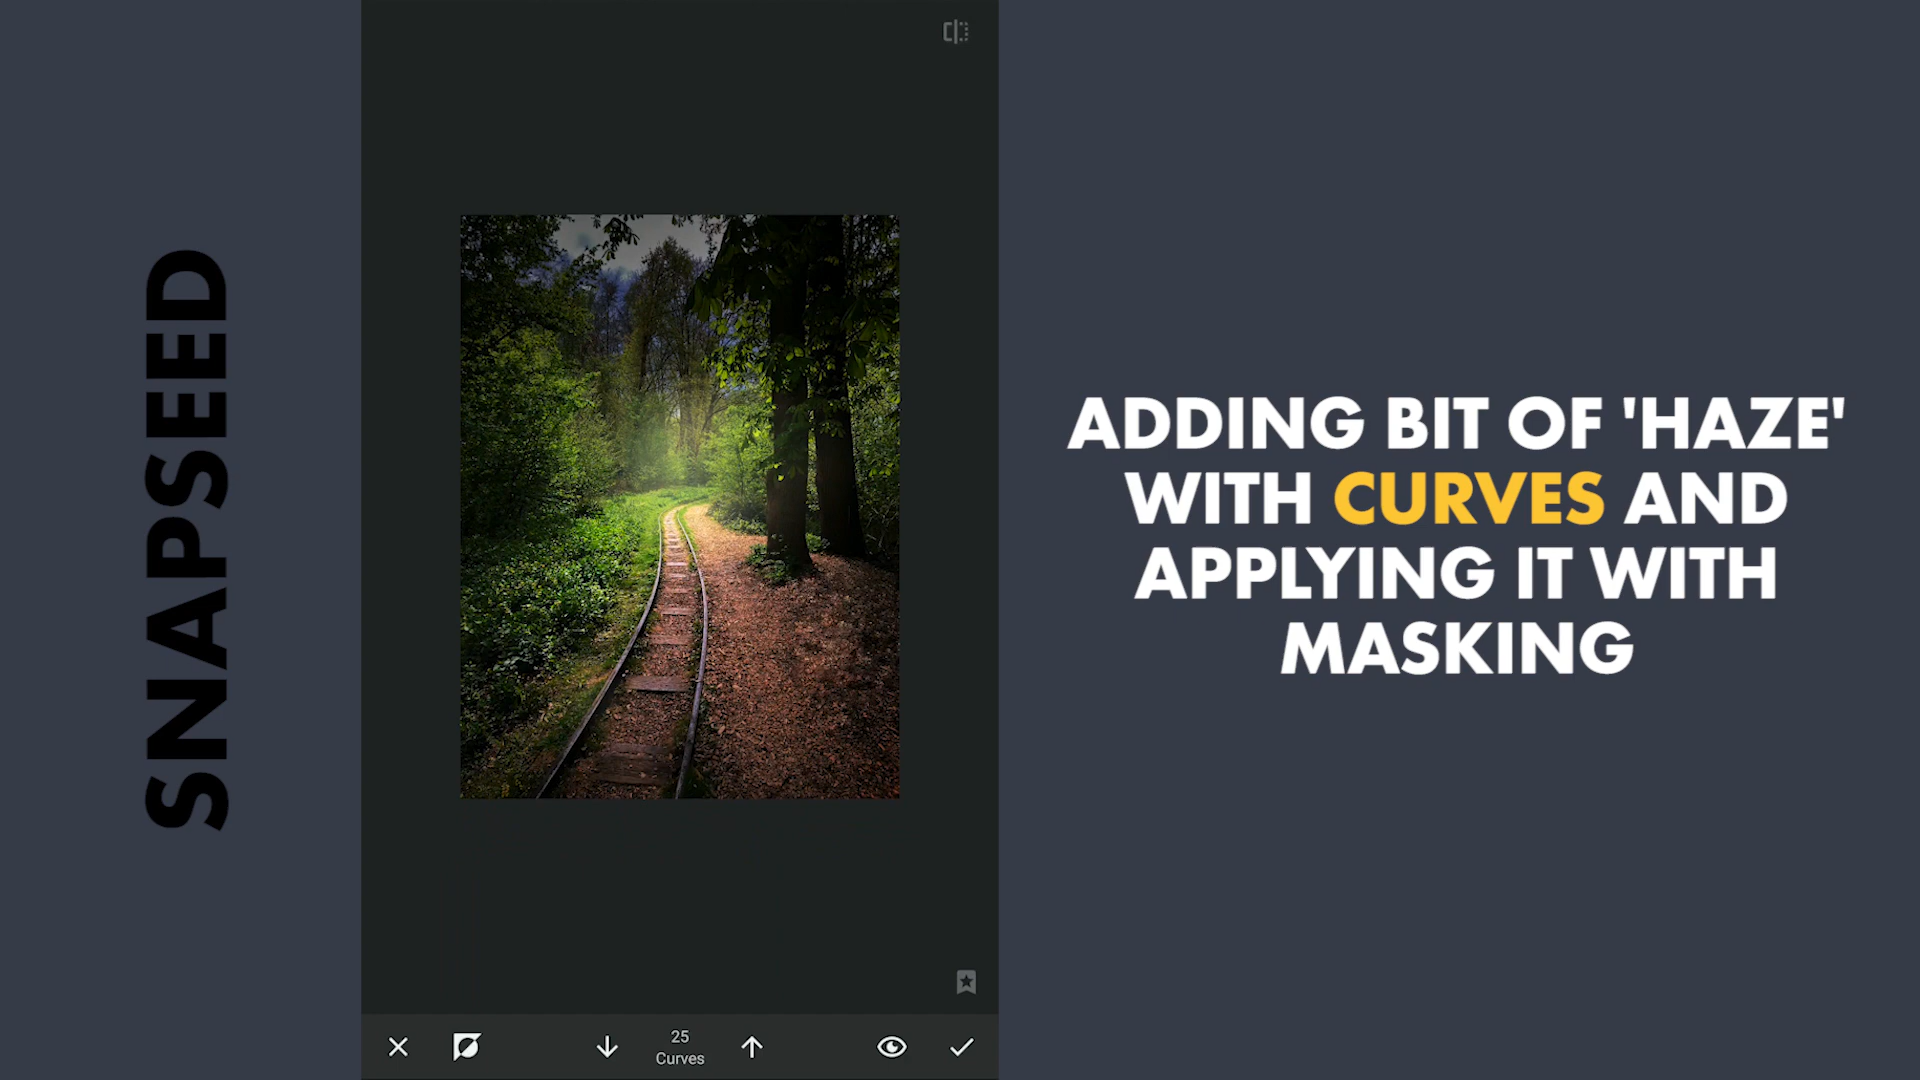 SNAPSEED
ADDING BIT OF 'HAZE'
WITH CURVES AND
APPLYING IT WITH
MASKING
25
Curves